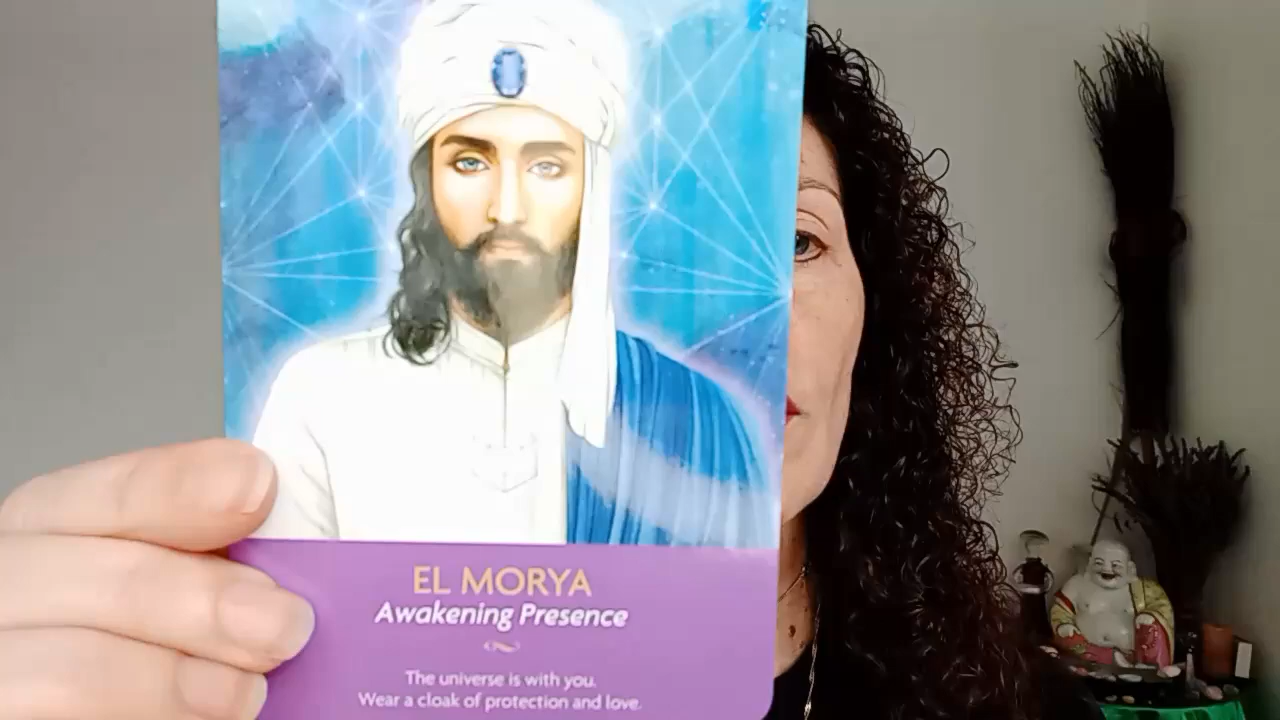 EL MORYA
Awakening Presence
The universe is with you.
Wear a cloak of protection and love.